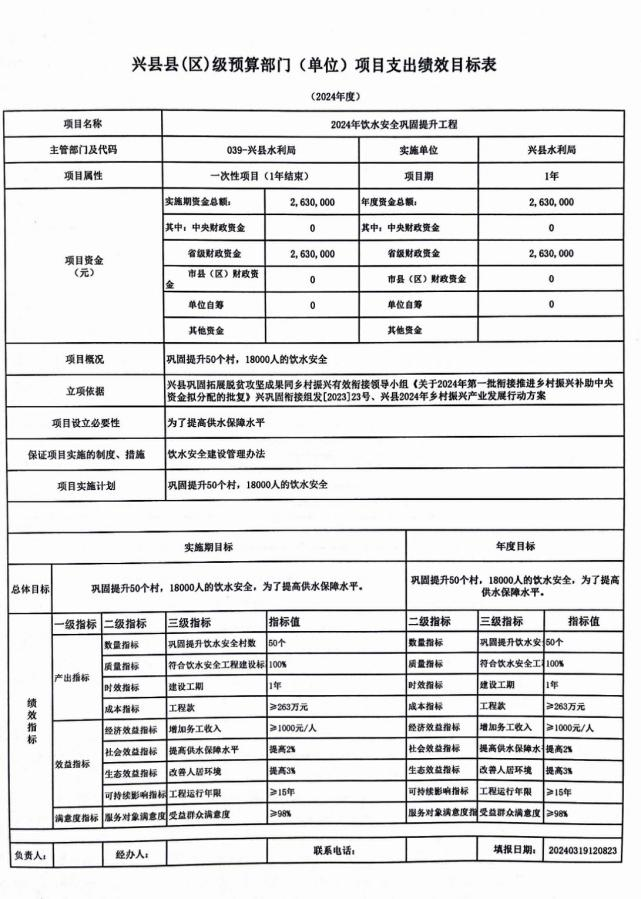 兴县县(区)级预算部门(单位)项目支出绩效目标表
(2024年度)
项目名称 2024年饮水安全巩固提升工程
主管部门及代码 039-兴县水利局 实施单位 兴县水利局
项目属性 一次性项目(1年结束) 项目期 1年
项目资金
(元)
实施期资金总额: 2,630,000 年度资金总额: 2,630,000
其中:中央财政资金 0 其中:中央财政资金 0
省级财政资金 2,630,000 省级财政资金 2,630,000
市县(区)财政资
金 0 市县(区)财政资金 0
单位自筹 0 单位自筹 0
其他资金 其他资金
项目概况 巩固提升50个村,18000人的饮水安全
立项依据 兴县巩固拓展脱贫攻坚成果同乡村振兴有效衔接领导小组《关于2024年第一批衔接推进乡村振兴补助中央
资金拟分配的批复》兴巩固衔接组发[2023]23号、兴县2024年乡村振兴产业发展行动方案
项目设立必要性 为了提高供水保障水平
保证项目实施的制度、措施 饮水安全建设管理办法
项目实施计划 巩固提升50个村,18000人的饮水安全
实施期目标 年度目标
总体目标 巩固提升50个村,18000人的饮水安全,为了提高供水保障水平。 巩固提升50个村,18000人的饮水安全,为了提高
供水保障水平。
绩效指标
一级指标 二级指标 三级指标 指标值 二级指标 三级指标 指标值
产出指标 数量指标 巩固提升饮水安全村数 50个 数量指标 巩固提升饮水安 50个
质量指标 符合饮水安全工程建设标 100% 质量指标 符合饮水安全工 100%
时效指标 建设工期 1年 时效指标 建设工期 1年
成本指标 工程款 ≥263万元 成本指标 工程款 ≥263万元
效益指标 经济效益指标 增加务工收入 ≥1000元/人 经济效益指标 增加务工收入 ≥1000元/人
社会效益指标 提高供水保障水平 提高2% 社会效益指标 提高供水保障水 提高2%
生态效益指标 改善人居环境 提高3% 生态效益指标 改善人居环境 提高3%
可持续影响指标 工程运行年限 ≥15年 可持续影响指标 工程运行年限 ≥15年
满意度指标 服务对象满意度 受益群众满意度 ≥98% 服务对象满意度指 受益群众满意度 ≥98%
负责人: 经办人: 联系电话: 填报日期: 20240319120823